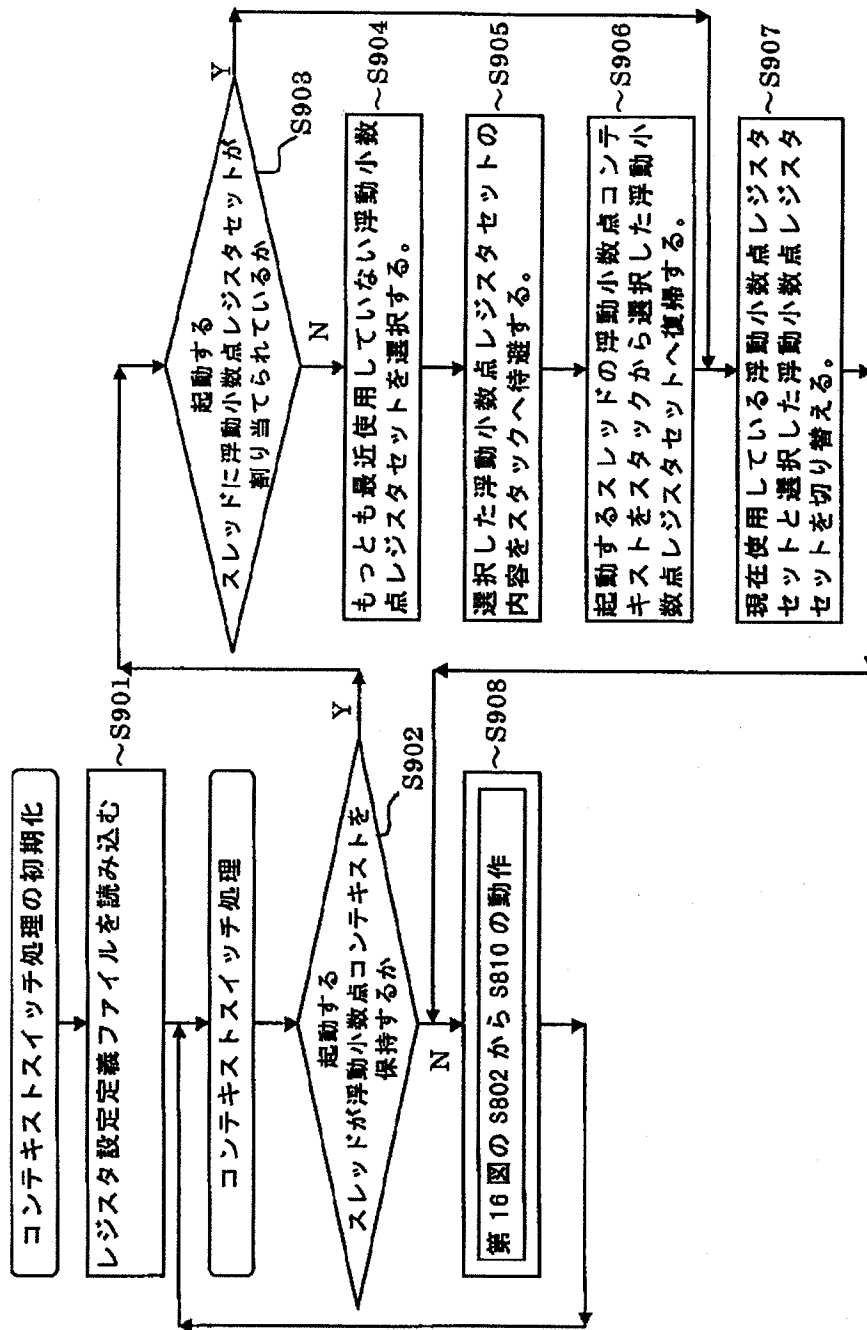 コンテキストスイッチ処理の初期化
レジスタ設定定義ファイルを読み込む
~S901
コンテキストスイッチ処理
起動する
スレッドが浮動小数点コンテキストを
保持するか
S902
Y
N
第16図のS802からS810の動作
~S908
起動する
スレッドに浮動小数点レジスタセットが
割り当てられているか
S903
Y
N
もっとも最近使用していない浮動小数
点レジスタセットを選択する。
~S904
選択した浮動小数点レジスタセットの
内容をスタックへ待避する。
~S905
起動するスレッドの浮動小数点コンテ
キストをスタックから選択した浮動小
数点レジスタセットへ復帰する。
~S906
現在使用している浮動小数点レジスタ
セットと選択した浮動小数点レジスタ
セットを切り替える。
~S907